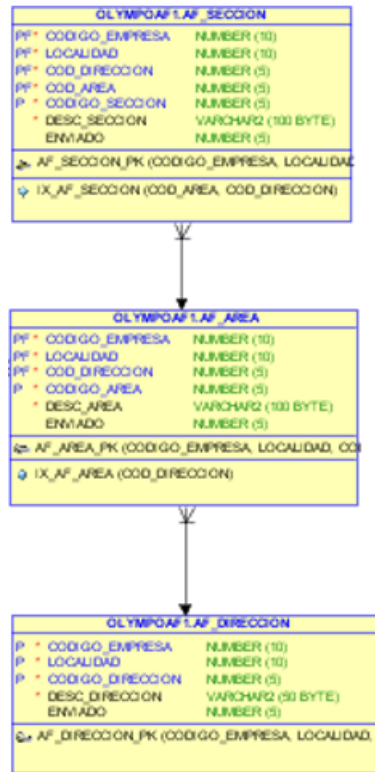 OLYMPOAF1.AF_SECCION
PF* CODIGO_EMPRESA NUMBER (10)
PF* LOCALIDAD NUMBER (10)
PF* COD_DIRECCION NUMBER (5)
PF* COD_AREA NUMBER (5)
P * CODIGO_SECCION NUMBER (5)
* DESC_SECCION VARCHAR2 (100 BYTE)
ENVIADO NUMBER (5)
AF_SECCION_PK (CODIGO_EMPRESA, LOCALIDAD
IX_AF_SECCION (COD_AREA, COD_DIRECCION)
OLYMPOAF1.AF_AREA
PF* CODIGO_EMPRESA NUMBER (10)
PF* LOCALIDAD NUMBER (10)
PF* COD_DIRECCION NUMBER (5)
P * CODIGO_AREA NUMBER (5)
* DESC_AREA VARCHAR2 (100 BYTE)
ENVIADO NUMBER (5)
AF_AREA_PK (CODIGO_EMPRESA, LOCALIDAD, COI
IX_AF_AREA (COD_DIRECCION)
OLYMPOAF1.AF_DIRECCION
P * CODIGO_EMPRESA NUMBER (10)
P * LOCALIDAD NUMBER (10)
P * CODIGO_DIRECCION NUMBER (5)
* DESC_DIRECCION VARCHAR2 (50 BYTE)
ENVIADO NUMBER (5)
AF_DIRECCION_PK (CODIGO_EMPRESA, LOCALIDAD,